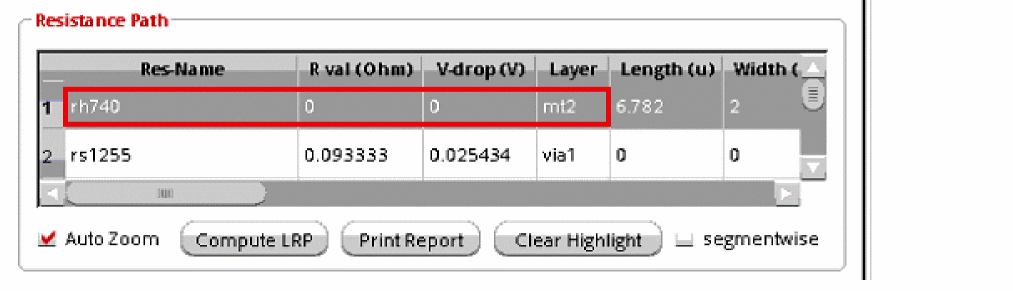 Resistance Path
Res-Name R val (Ohm) V-drop (V) Layer Length (u) Width (
1 rh740 0 0 mt2 6.782 2
2 rs1255 0.093333 0.025434 via1 0 0
Auto Zoom Compute LRP Print Report Clear Highlight segmentwise